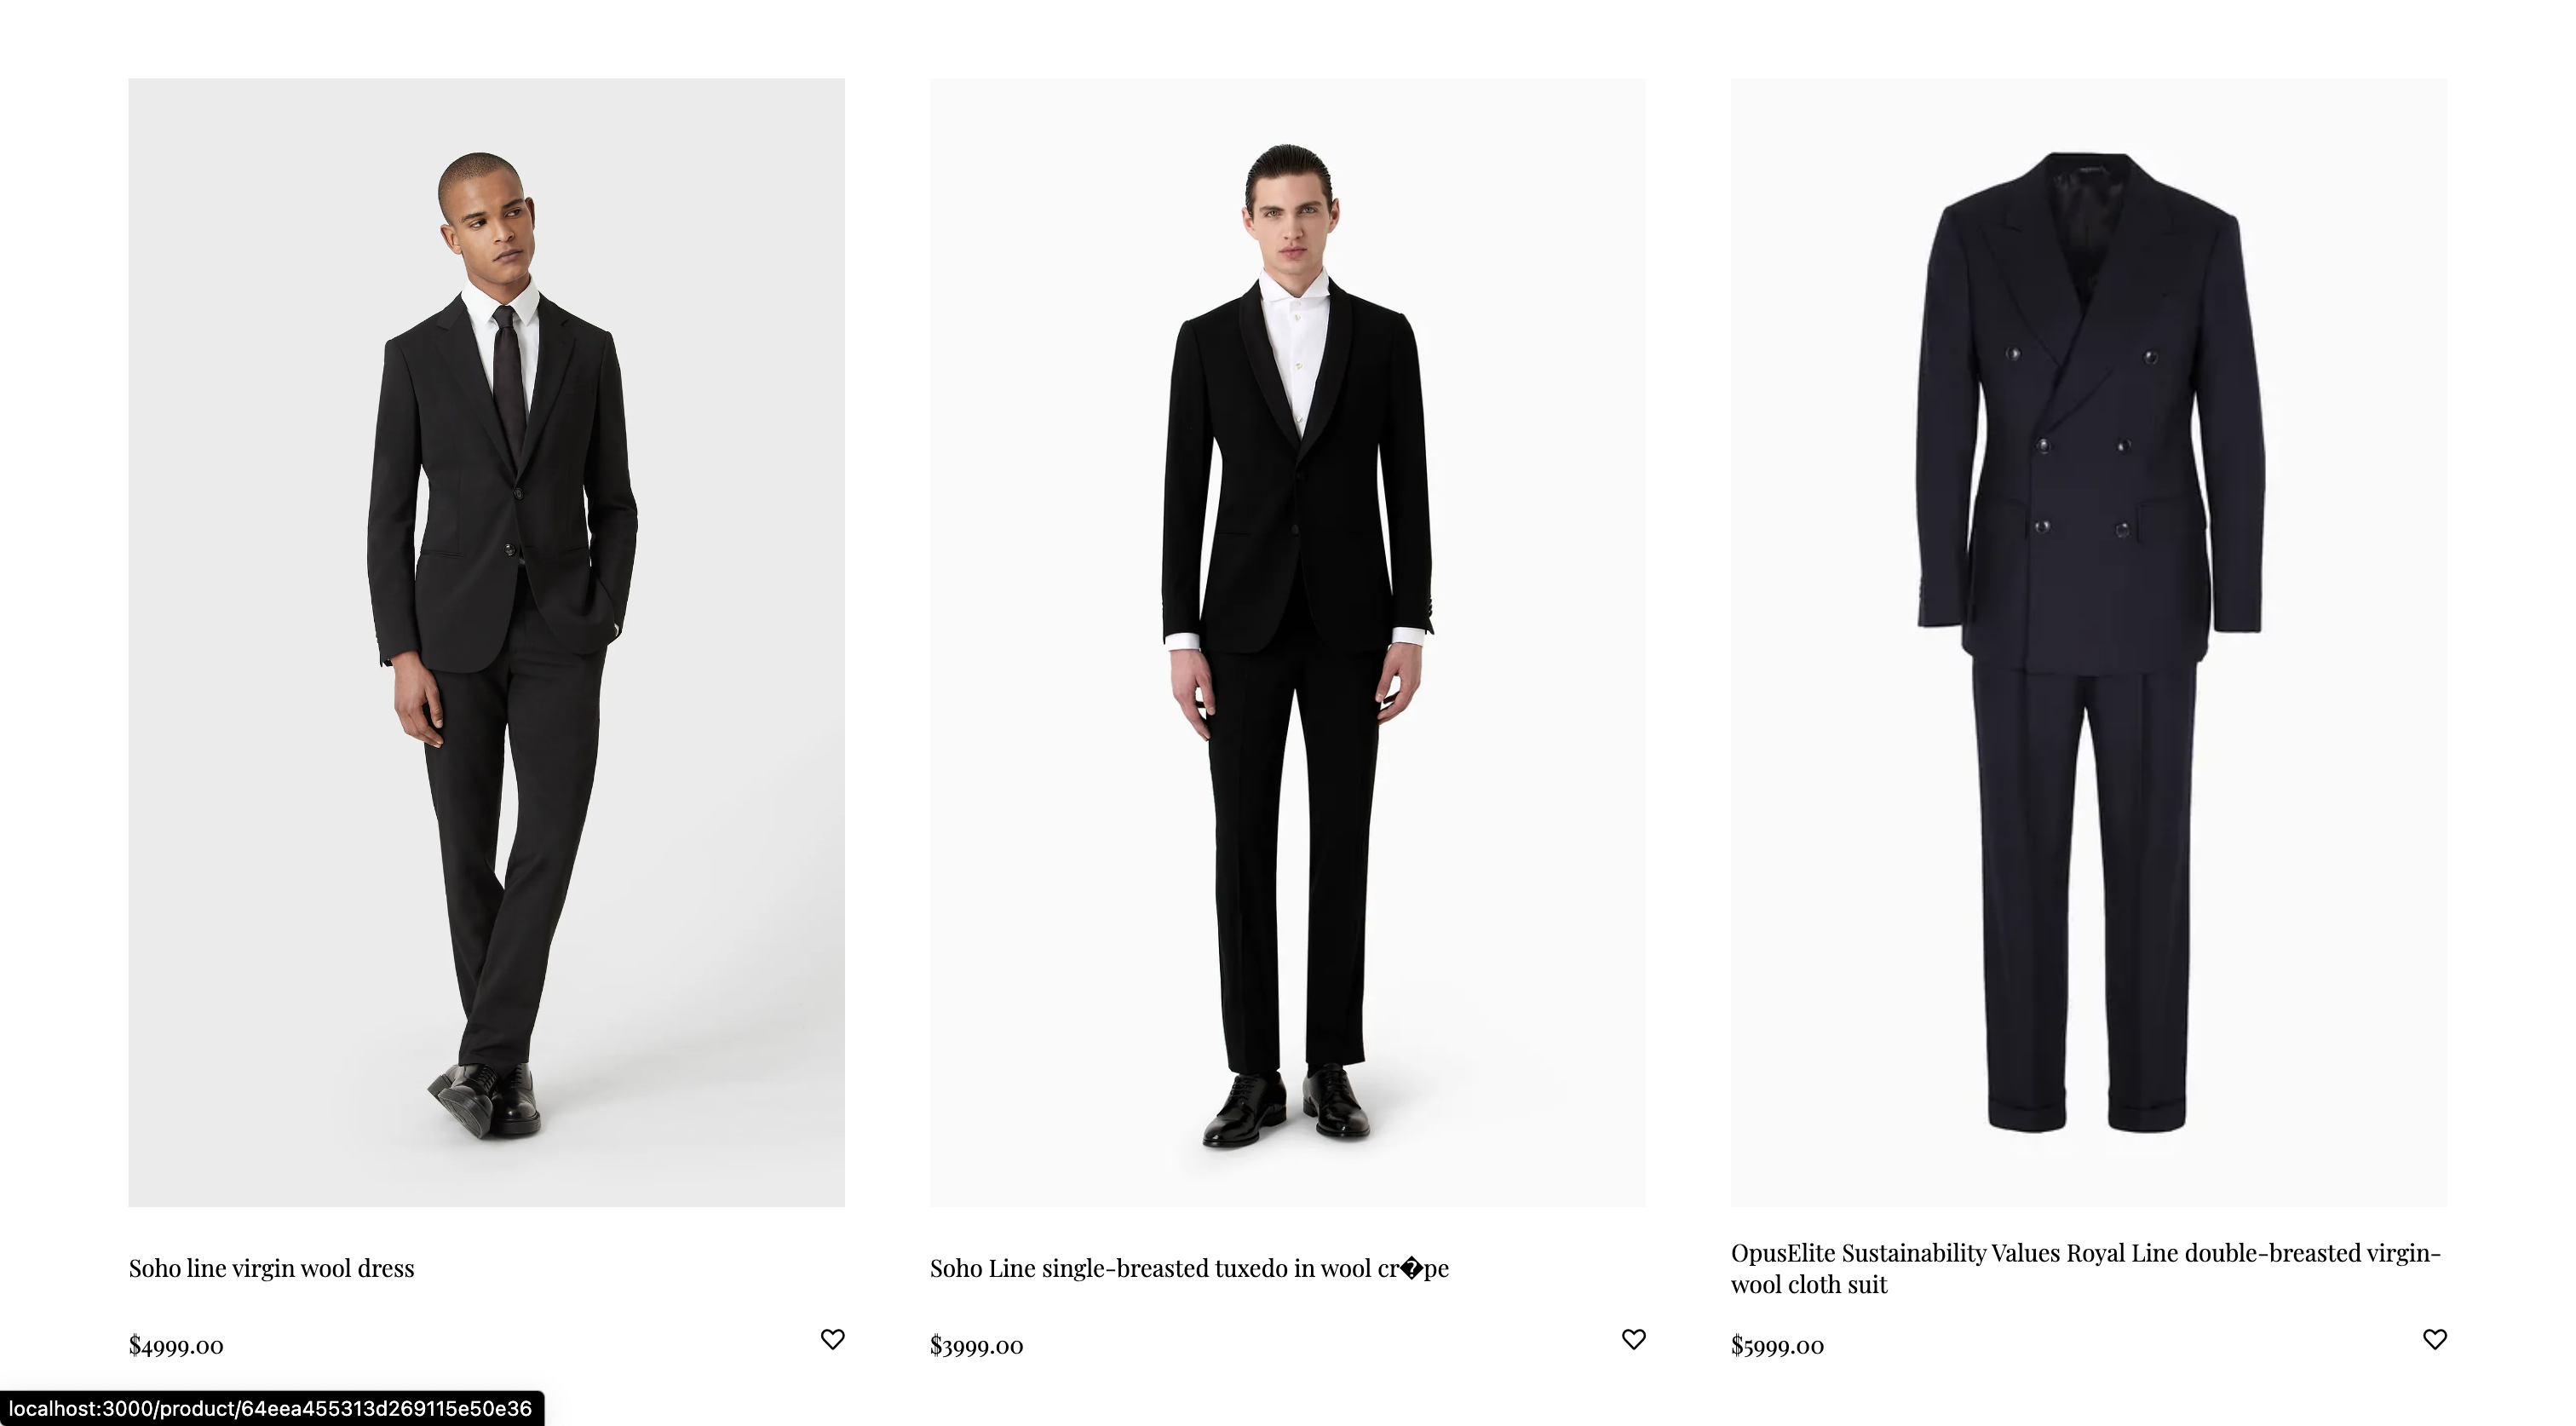 Soho line virgin wool dress
Soho Line single-breasted tuxedo in wool cr�pe
OpusElite Sustainability Values Royal Line double-breasted virgin-
wool cloth suit
$4999.00
$3999.00
$5999.00
localhost:3000/product/64eea455313d269115e50e36